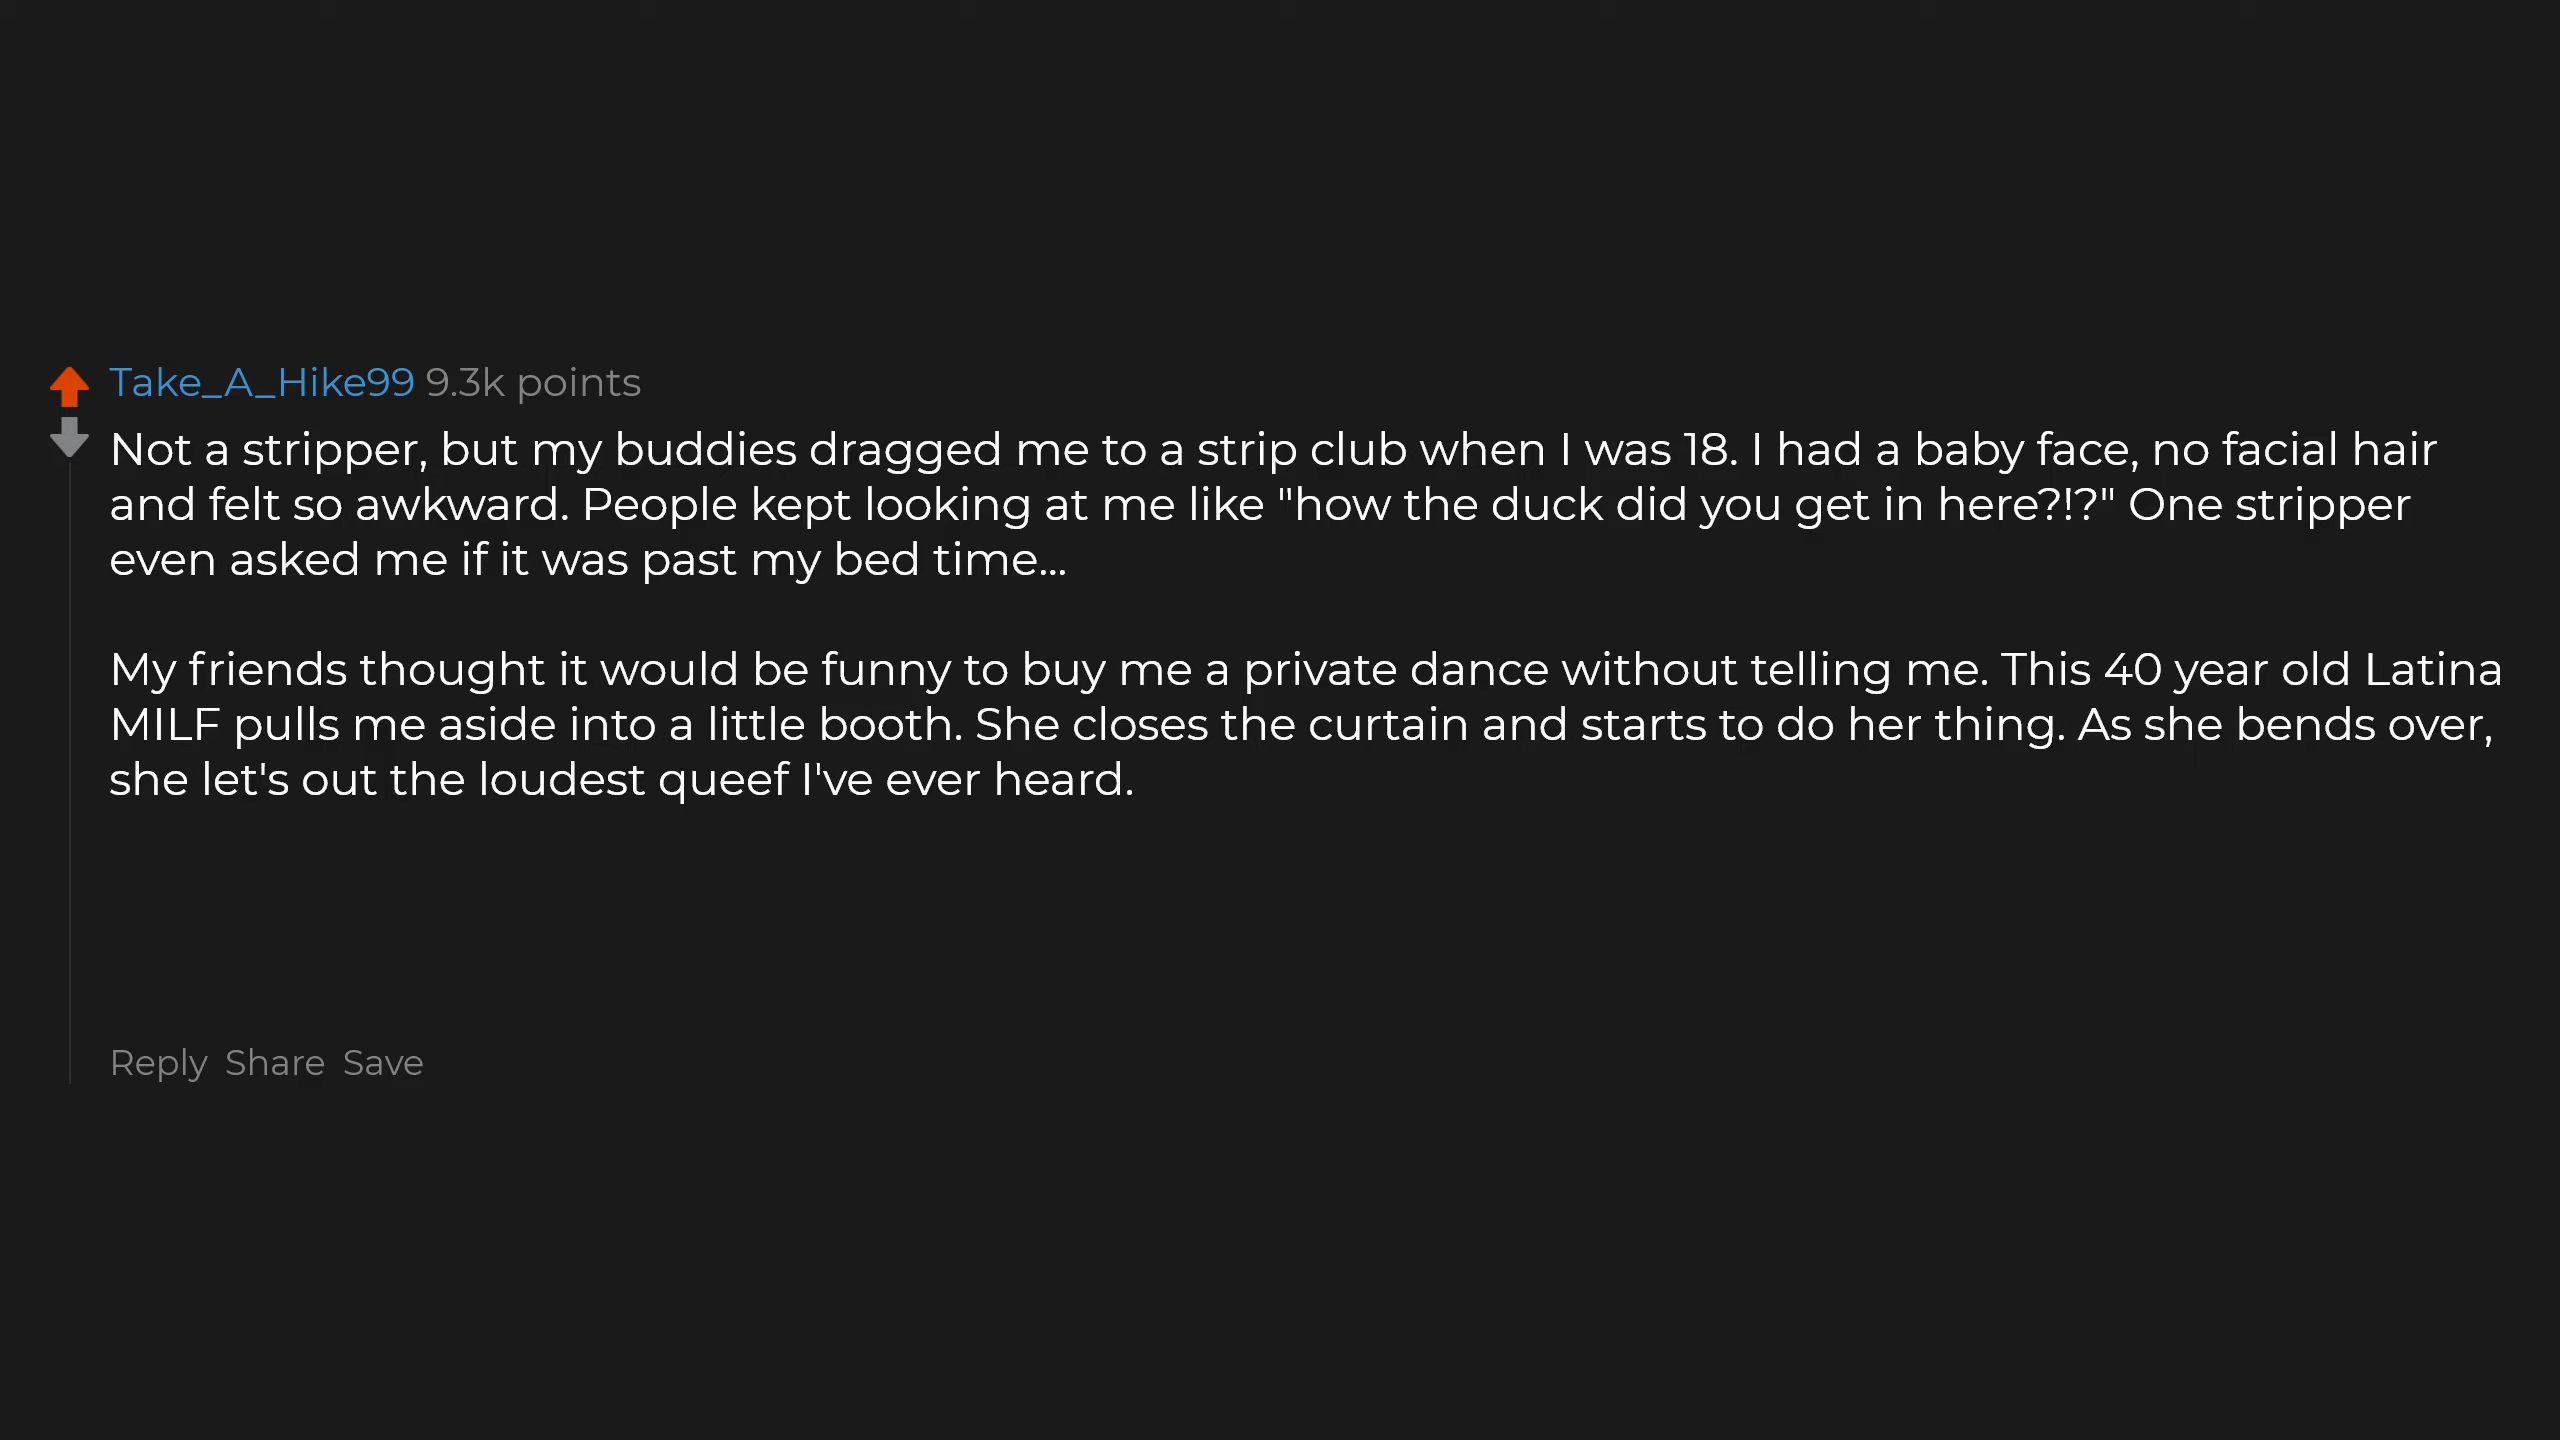 Take_A_Hike99 9.3k points
Not a stripper, but my buddies dragged me to a strip club when I was 18. I had a baby face, no facial hair
and felt so awkward. People kept looking at me like "how the duck did you get in here?!?" One stripper
even asked me if it was past my bed time...
My friends thought it would be funny to buy me a private dance without telling me. This 40 year old Latina
MILF pulls me aside into a little booth. She closes the curtain and starts to do her thing. As she bends over,
she let's out the loudest queef I've ever heard.
Reply Share Save